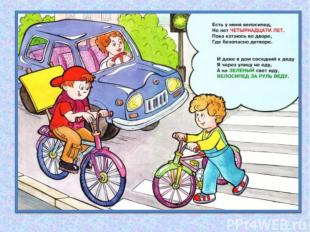 Есть у меня велосипед,
Но нет ЧЕТЫРНАДЦАТИ ЛЕТ.
Пока катаюсь во дворе,
Где безопасно детворе.
И даже в дом соседний к деду
Я через улицу не еду,
А на ЗЕЛЕНЫЙ свет иду,
ВЕЛОСИПЕД ЗА РУЛЬ ВЕДУ.
PPt4WEB.ru